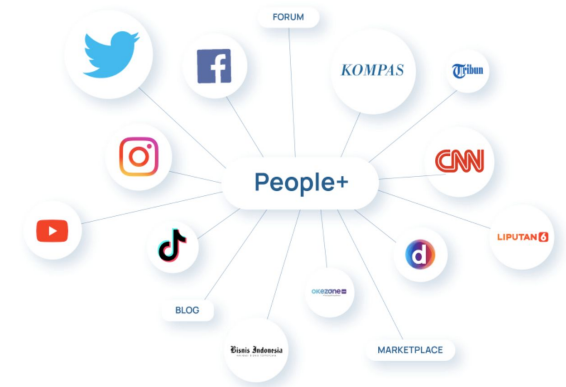 FORUM
KOMPAS
Tribun
CNN
People+
LIPUTAN 6
d
okezone
BLOG
Bisnis Indonesia
MARKETPLACE